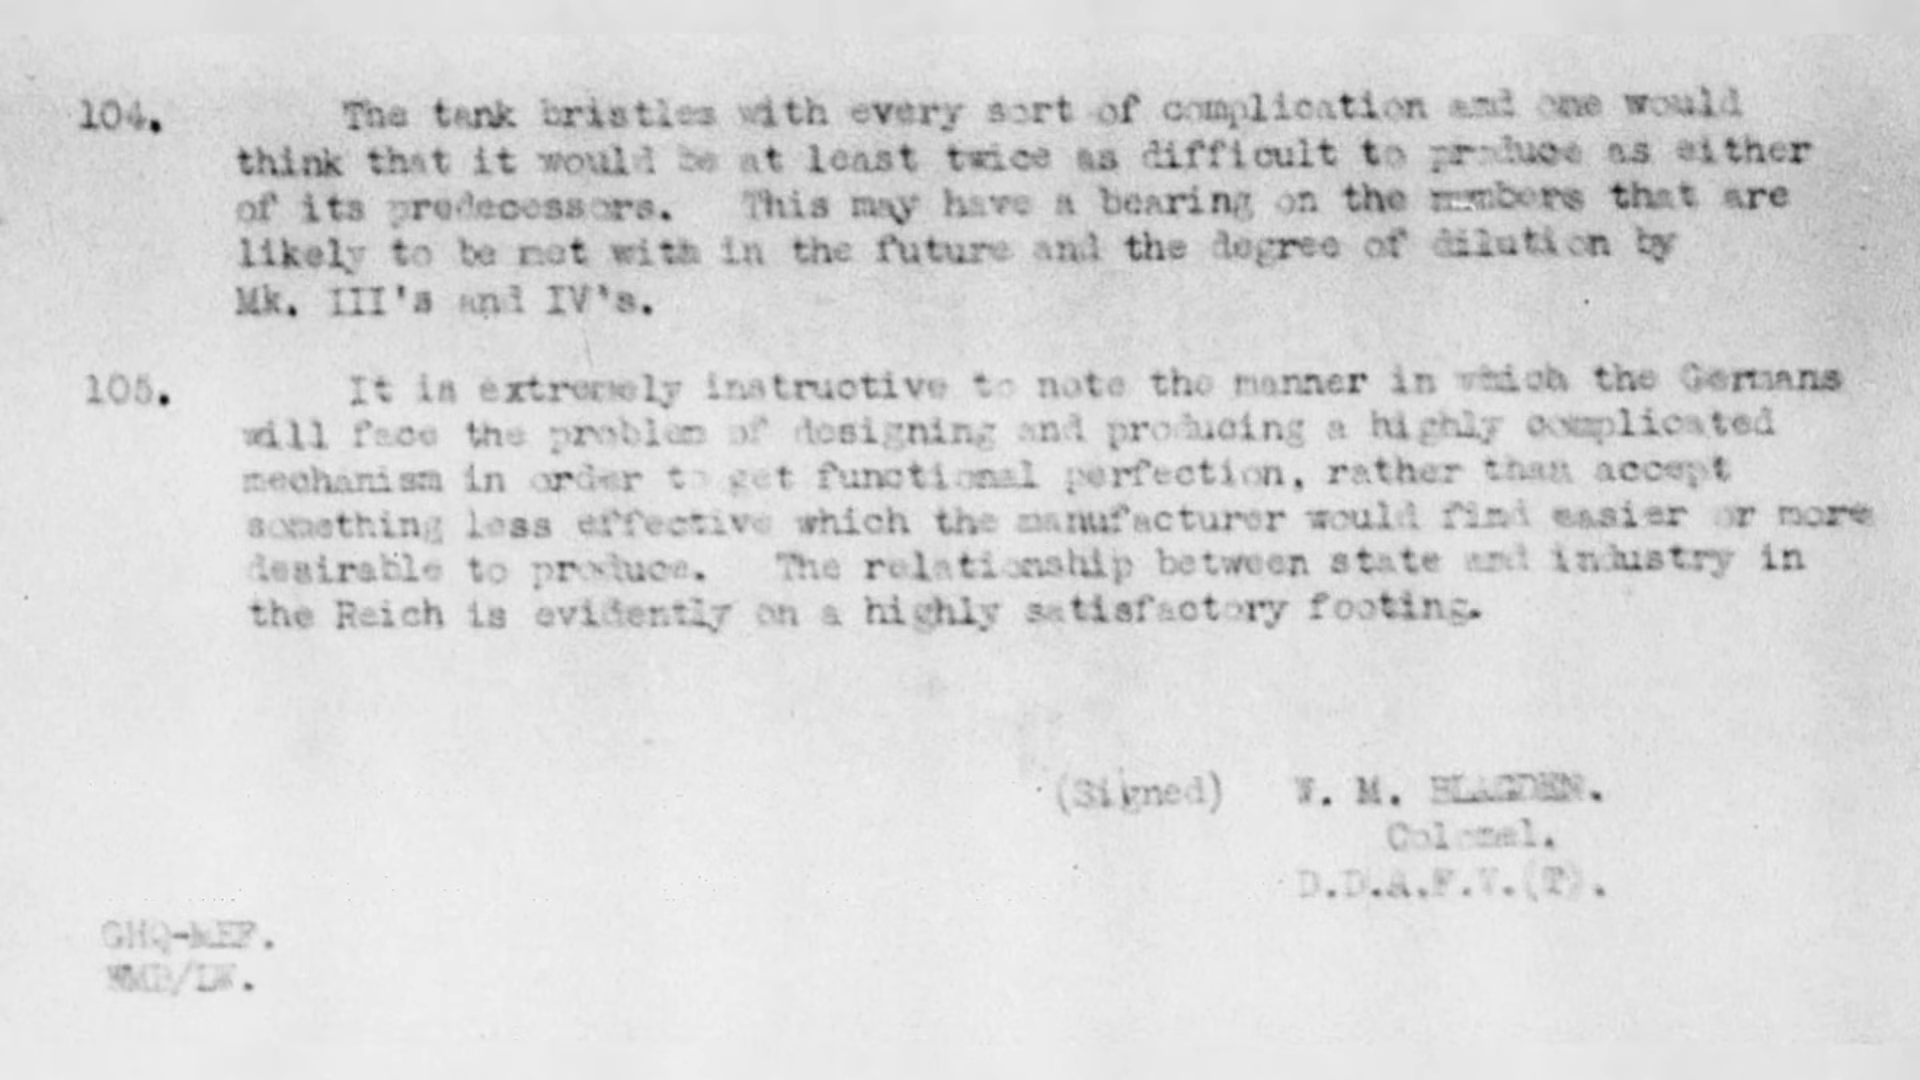 104. The tank bristles with every sort of complication and one would
think that it would be at least twice as difficult to produce as either
of its predecessors. This may have a bearing on the numbers that are
likely to be met with in the future and the degree of dilution by
Mk. III's and IV's.
105. It is extremely instructive to note the manner in which the Germans
will face the problem of designing and producing a highly complicated
mechanism in order to get functional perfection, rather than accept
something less effective which the manufacturer would find easier or more
desirable to produce. The relationship between state and industry in
the Reich is evidently on a highly satisfactory footing.
(Signed) W. M. BLAGDEN.
Colonel.
D.D.A.F.V.(T).
GHQ-MEF.
WMB/LW.